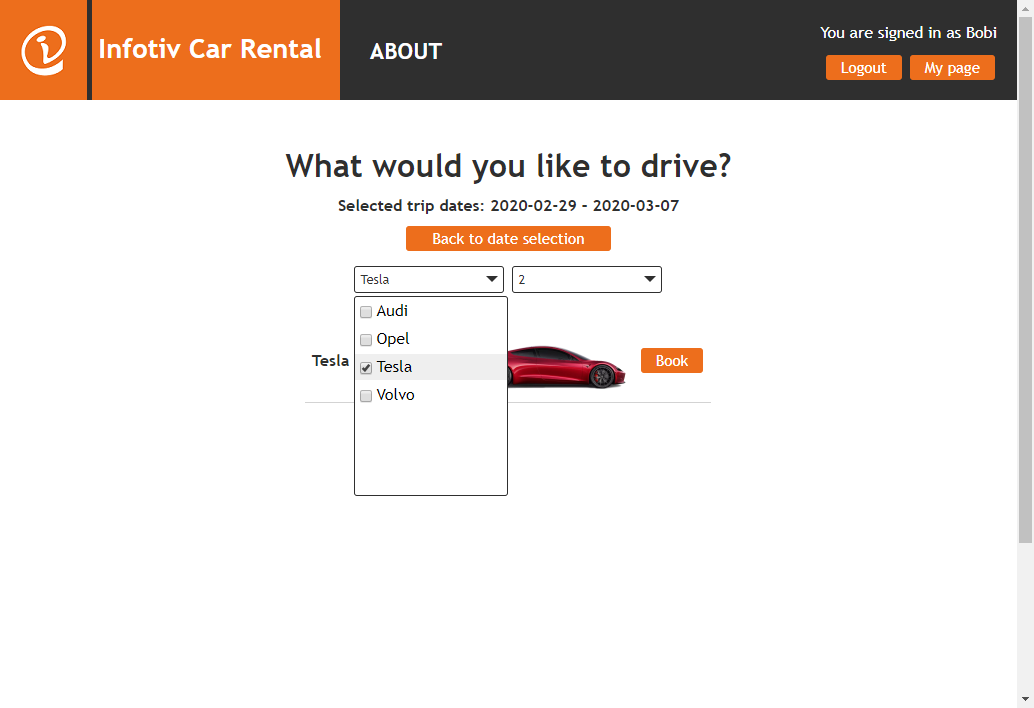 Infotiv Car Rental
ABOUT
You are signed in as Bobi
Logout
My page
What would you like to drive?
Selected trip dates: 2020-02-29 – 2020-03-07
Back to date selection
Tesla
2
Audi
Opel
Tesla
Volvo
Tesla
Book